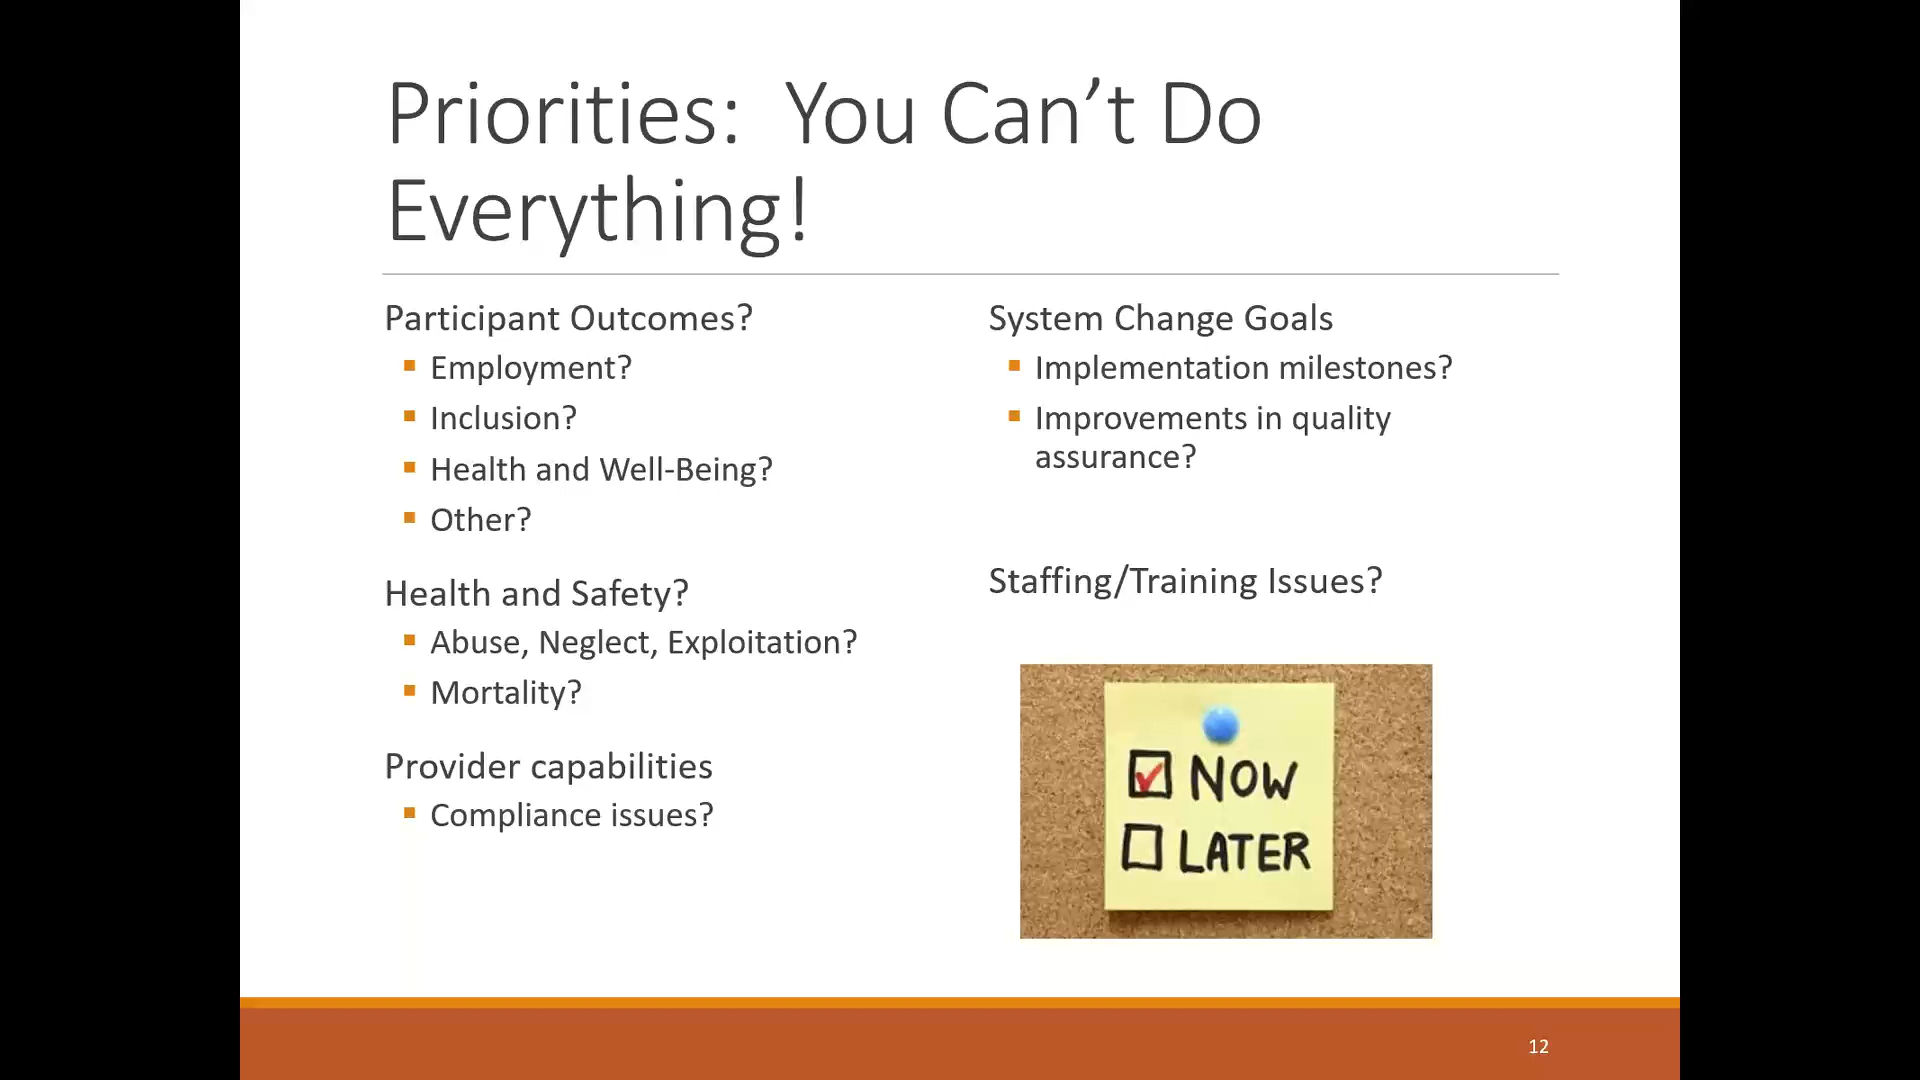 Priorities:  You Can’t Do
Everything!
Participant Outcomes?
Employment?
Inclusion?
Health and Well-Being?
Other?
Health and Safety?
Abuse, Neglect, Exploitation?
Mortality?
Provider capabilities
Compliance issues?
System Change Goals
Implementation milestones?
Improvements in quality
assurance?
Staffing/Training Issues?
NOW
LATER
12